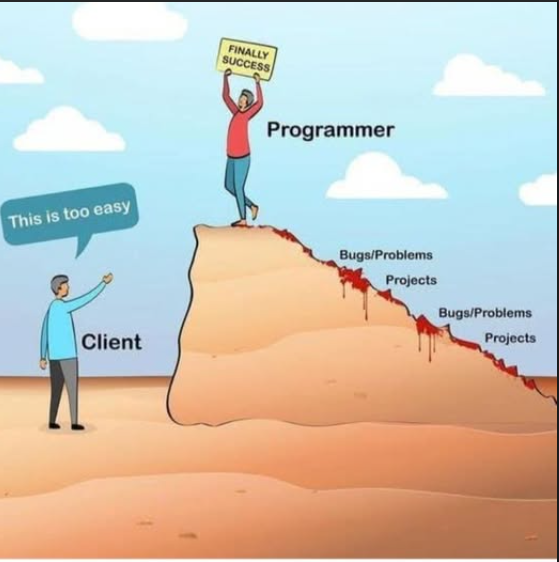 FINALLY
SUCCESS
Programmer
This is too easy
Bugs/Problems
Projects
Bugs/Problems
Projects
Client